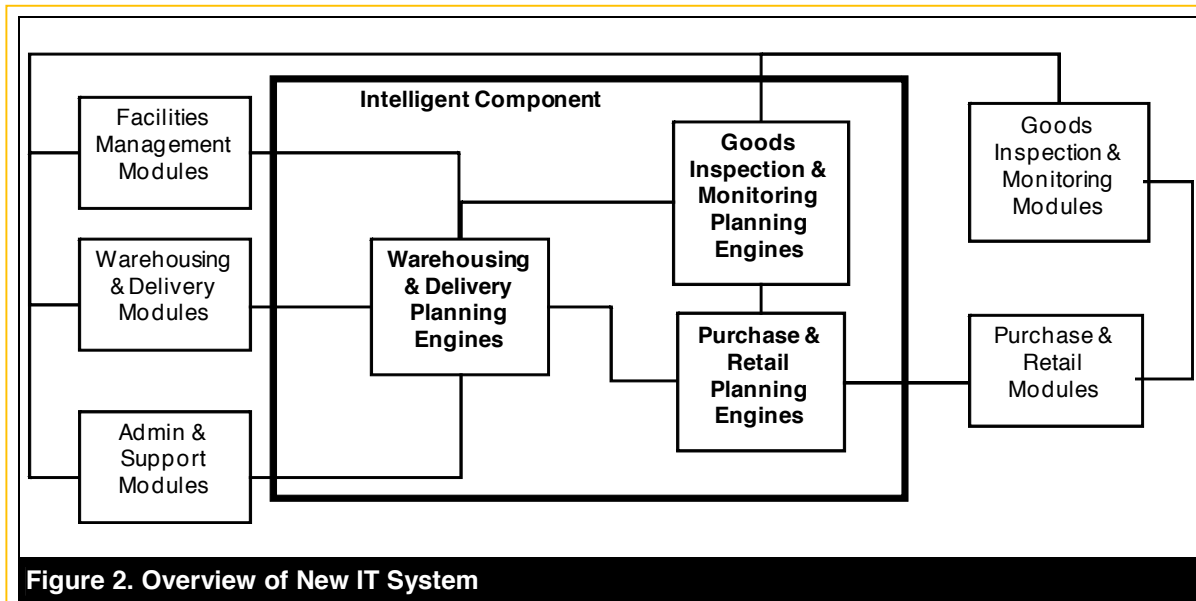 Intelligent Component
Facilities
Management
Modules
Warehousing
& Delivery
Modules
Admin &
Support
Modules
Warehousing
& Delivery
Planning
Engines
Goods
Inspection &
Monitoring
Planning
Engines
Purchase &
Retail
Planning
Engines
Goods
Inspection &
Monitoring
Modules
Purchase &
Retail
Modules
Figure 2. Overview of New IT System